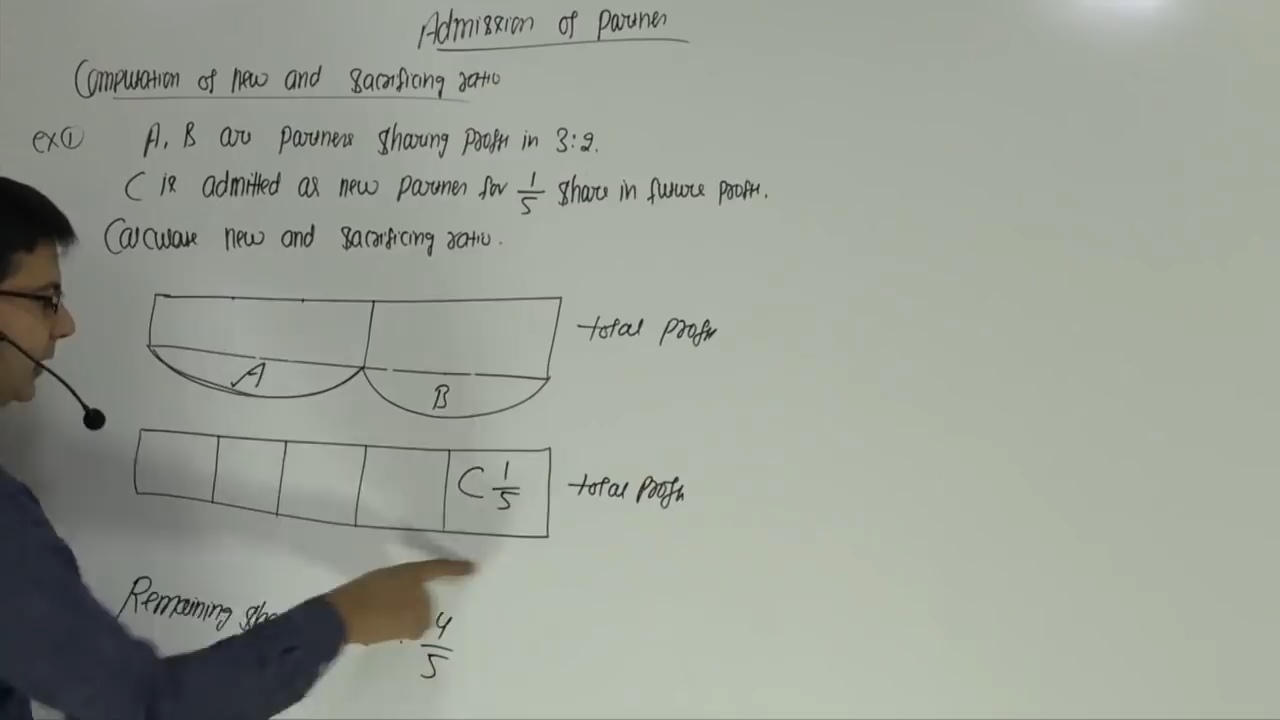 Admission of Partner
Computation of new and sacrificing ratio
ex① A, B are partners sharing profit in 3:2.
C is admitted as new partner for 1/5 share in future profit.
Calculate new and sacrificing ratio.
total profit
A
B
C 1/5
total profit
Remaining 4/5